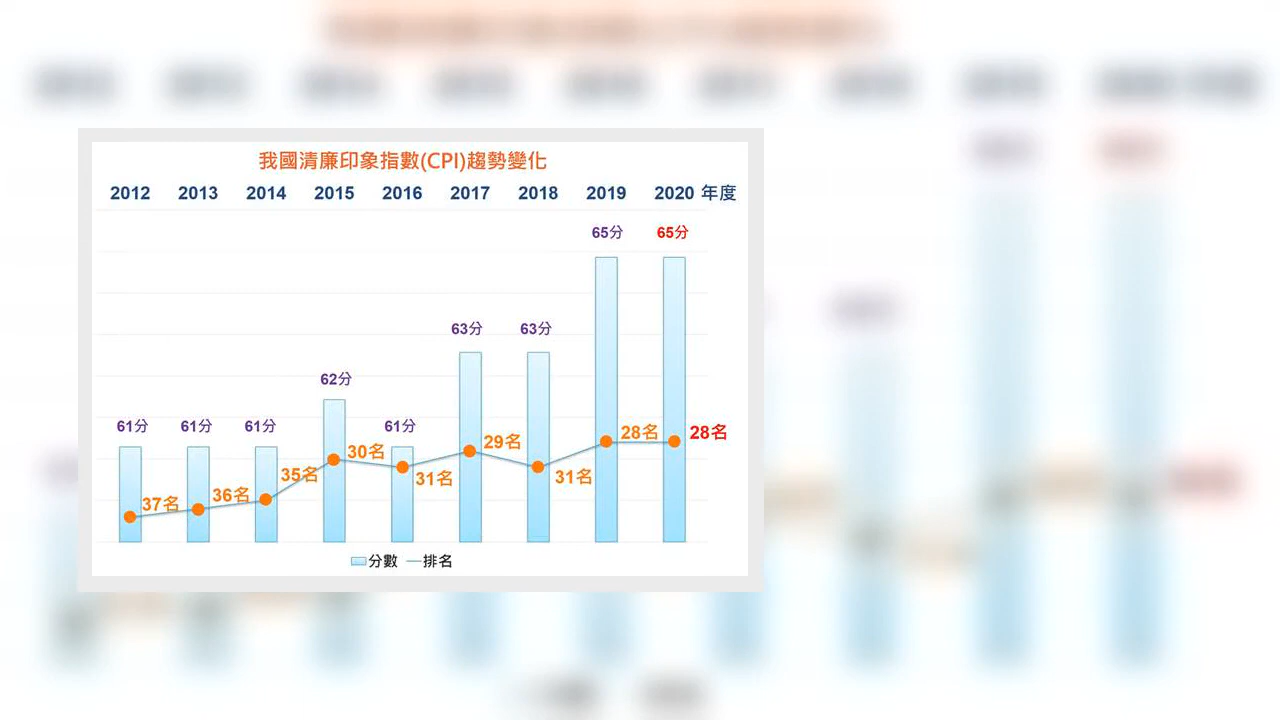 我國清廉印象指數(CPI)趨勢變化
2012 2013 2014 2015 2016 2017 2018 2019 2020 年度
65分 65分
63分 63分
62分
61分 61分 61分 61分
28名 28名
29名
30名
35名 31名 31名
36名
37名
分數 排名